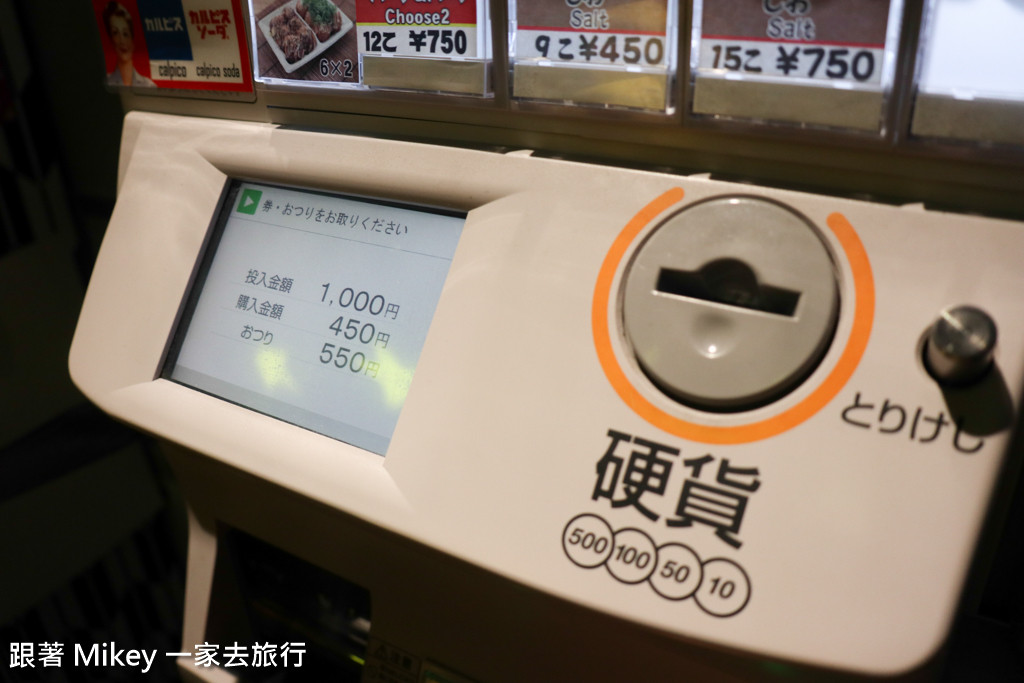 カルピス
カルピス
ソーダ
calpico
calpico soda
6×2
Choose2
12こ ¥750
Salt
9こ ¥450
しお
Salt
15こ ¥750
券・おつりをお取りください
投入金額 1,000円
購入金額 450円
おつり 550円
とりけし
硬貨
500 100 50 10
跟著 Mikey 一家去旅行